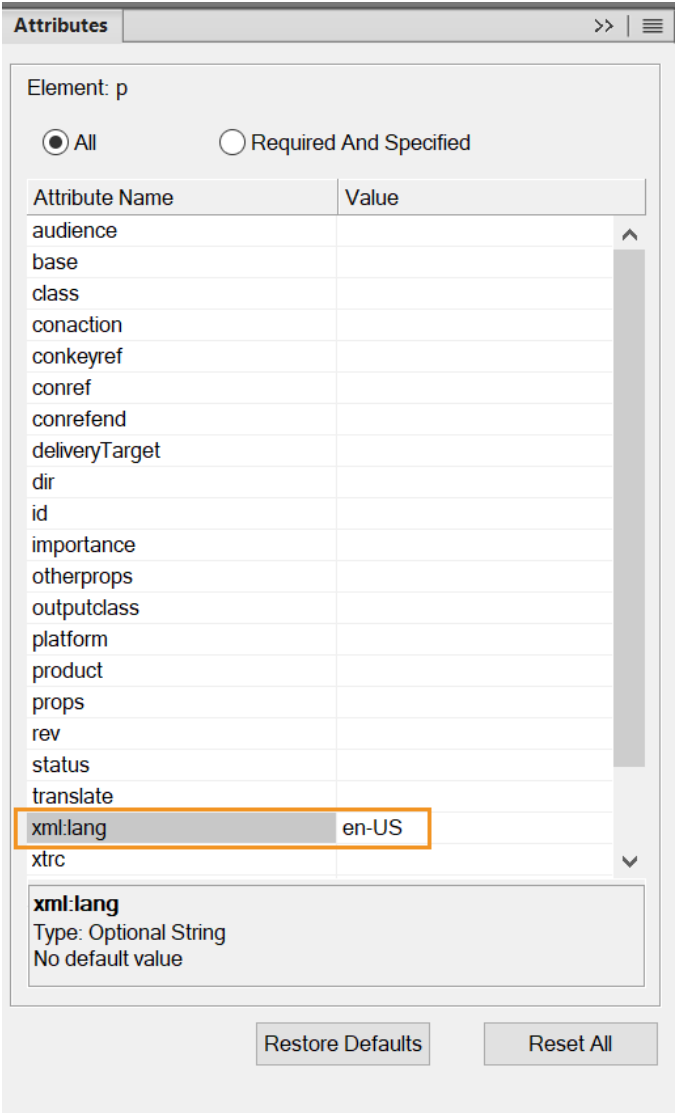 Attributes
Element: p
All Required And Specified
Attribute Name Value
audience
base
class
conaction
conkeyref
conref
conrefend
deliveryTarget
dir
id
importance
otherprops
outputclass
platform
product
props
rev
status
translate
xml:lang en-US
xtrc
xml:lang
Type: Optional String
No default value
Restore Defaults Reset All